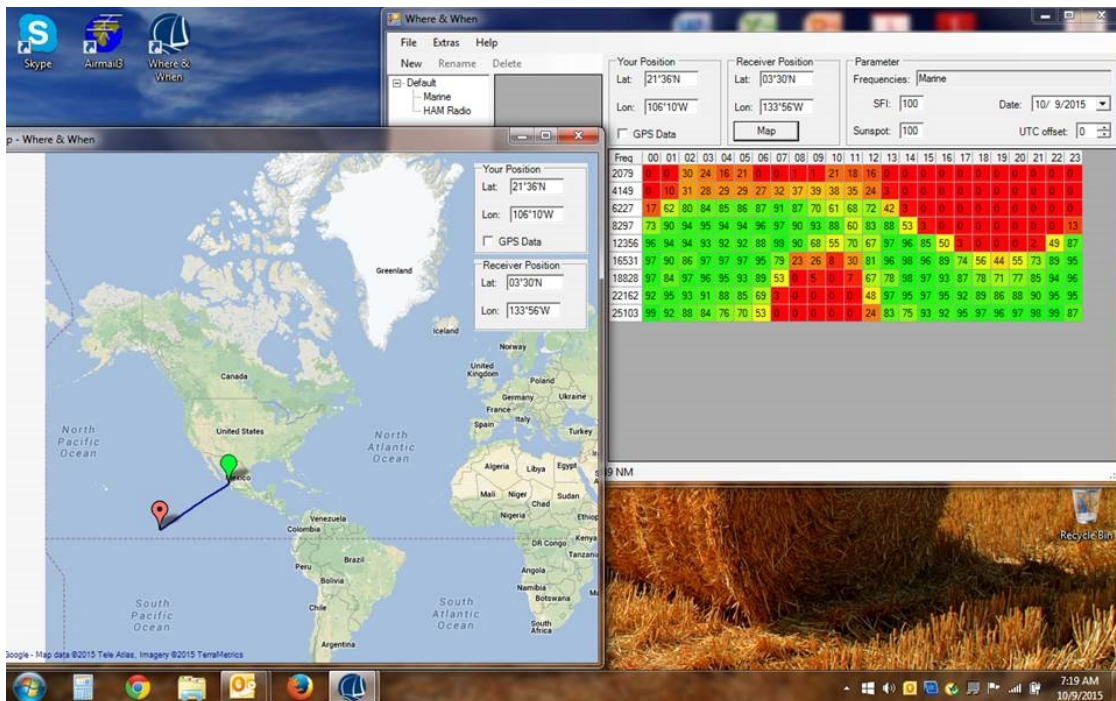 Skype
Airmail3
Where &
When
Where & When
File Extras Help
New Rename Delete
Default
Marine
HAM Radio
Your Position
Lat: 21°36'N
Lon: 106°10'W
GPS Data
Receiver Position
Lat: 03°30'N
Lon: 133°56'W
Map
Parameter
Frequencies: Marine
SFI: 100
Date: 10/ 9/2015
Sunspot: 100
UTC offset: 0
Freq 00 01 02 03 04 05 06 07 08 09 10 11 12 13 14 15 16 17 18 19 20 21 22 23
2079 0 0 30 24 16 21 0 0 1 1 21 18 16 0 0 0 0 0 0 0 0 0 0 0
4149 0 10 31 28 29 29 27 32 37 39 38 35 24 3 0 0 0 0 0 0 0 0 0 0
6227 17 62 80 84 85 86 87 91 87 70 61 68 72 42 3 0 0 0 0 0 0 0 0 0
8297 73 90 94 95 94 94 96 97 90 93 88 60 83 88 53 3 0 0 0 0 0 0 0 13
12356 96 94 94 93 92 92 88 99 90 68 55 70 67 97 96 85 50 3 0 0 0 2 49 87
16531 97 90 86 97 97 97 95 79 23 26 8 30 81 96 98 96 89 74 56 44 55 73 89 95
18828 97 84 97 96 95 93 89 53 0 5 0 7 67 78 98 97 93 87 78 71 77 85 94 96
22162 92 95 93 91 88 85 69 3 0 0 0 0 48 97 95 97 95 92 89 86 88 90 95 95
25103 99 92 88 84 76 70 53 0 0 0 0 0 24 83 75 93 92 95 97 96 97 98 99 87
p - Where & When
Your Position
Lat: 21°36'N
Lon: 106°10'W
GPS Data
Receiver Position
Lat: 03°30'N
Lon: 133°56'W
Greenland
Iceland
Norway
United
Kingdom
Poland
Germany
Ukraine
France
Italy
Spain
Turkey
Canada
United States
North
Pacific
Ocean
North
Atlantic
Ocean
Algeria
Libya
Egypt
Mexico
Mali
Niger
Chad
Sudan
Nigeria
Ethiop
Venezuela
Colombia
DR Congo
Kenya
Tanzani
Peru
Brazil
Bolivia
Angola
Namibia
Botswana
Chile
South
Pacific
Ocean
South
Atlantic
Ocean
South
Africa
Argentina
Google - Map data ©2015 Tele Atlas, Imagery ©2015 TerraMetrics
9 NM
Recycle Bin
7:19 AM
10/9/2015